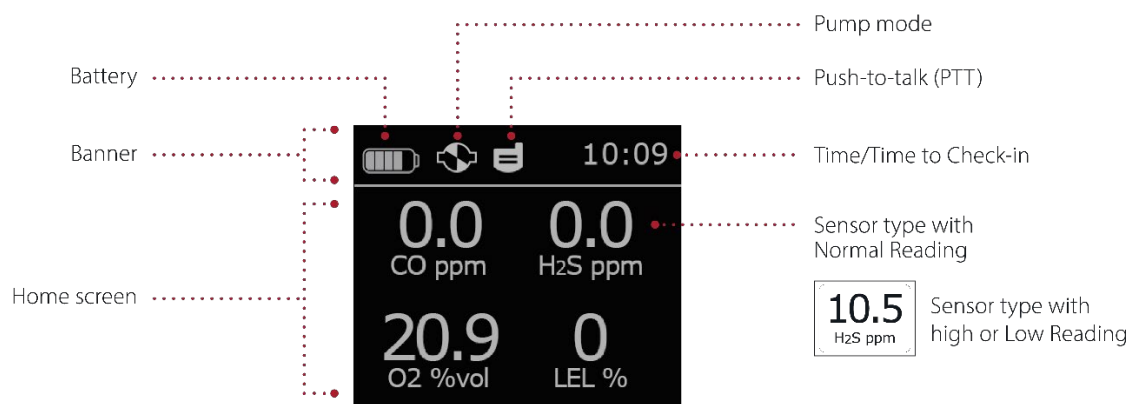 Pump mode
Battery
Push-to-talk (PTT)
Banner
10:09
Time/Time to Check-in
0.0
0.0
CO ppm
H2S ppm
Sensor type with
Normal Reading
Home screen
10.5
H2S ppm
Sensor type with
high or Low Reading
20.9
0
O2 %vol
LEL %